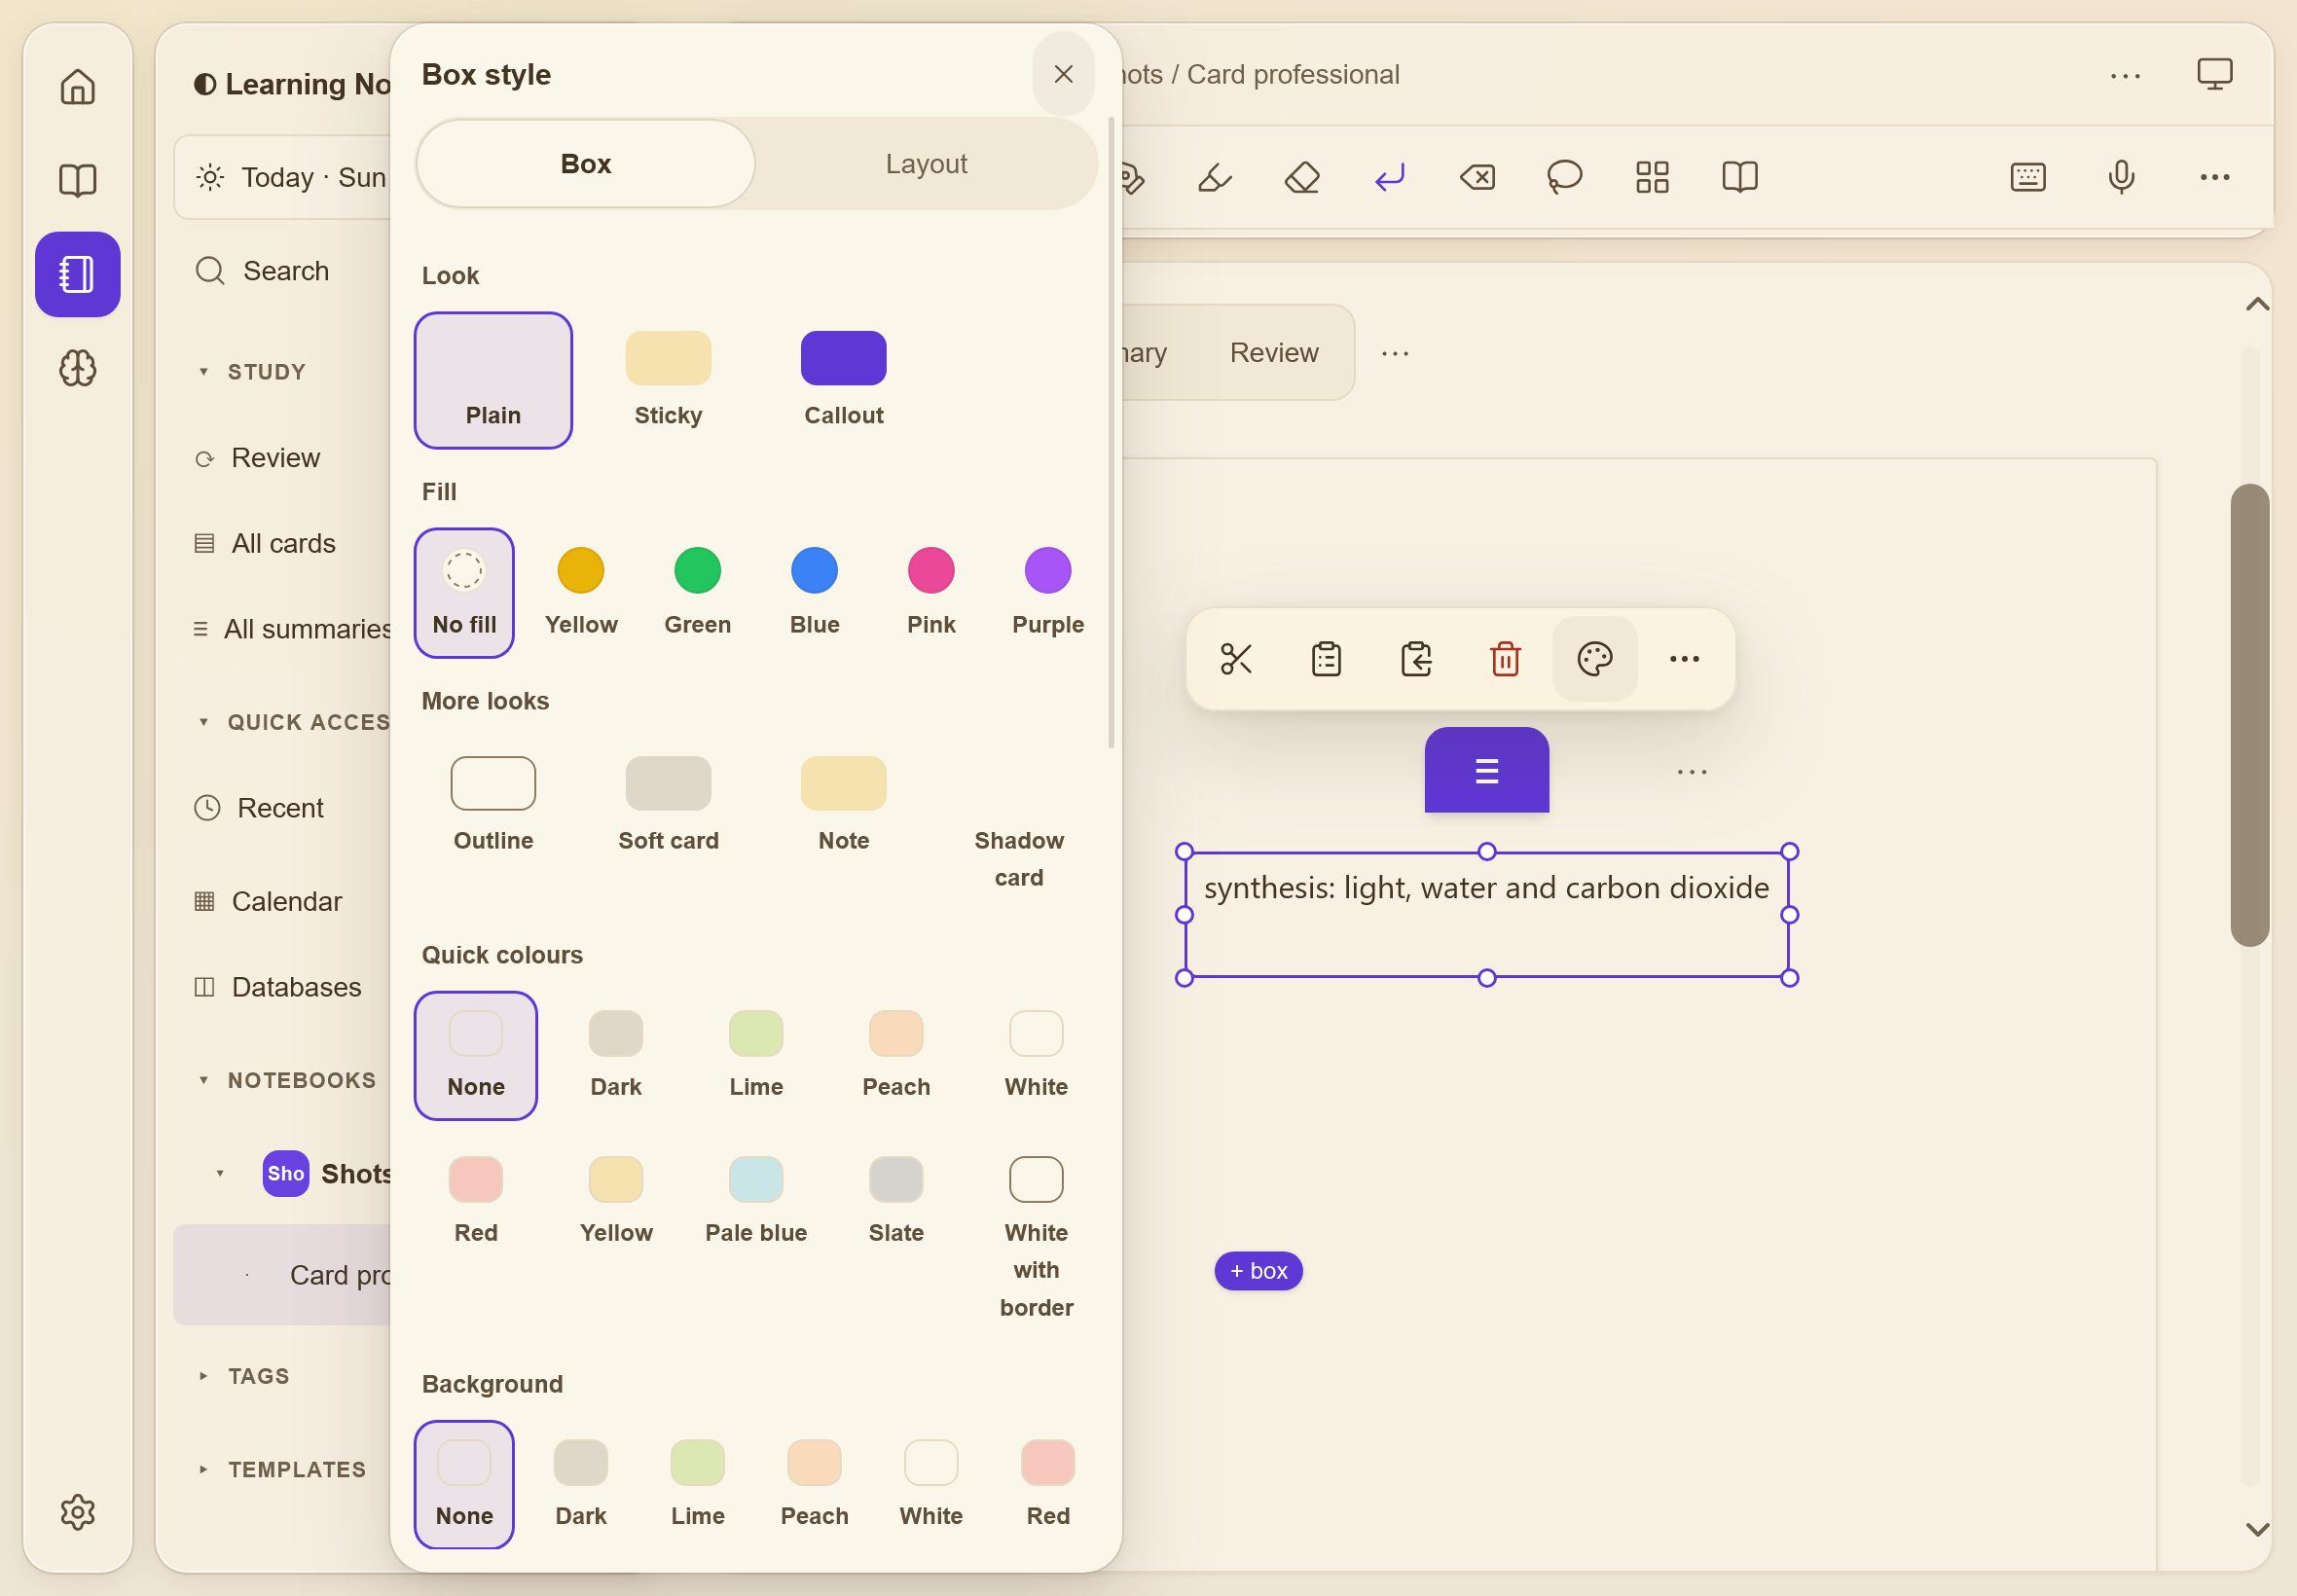 Learning No
Today · Sun
Search
STUDY
Review
All cards
All summaries
QUICK ACCES
Recent
Calendar
Databases
NOTEBOOKS
Sho
Shots
Card pro
TAGS
TEMPLATES
Box style
Box
Layout
Look
Plain
Sticky
Callout
Fill
No fill
Yellow
Green
Blue
Pink
Purple
More looks
Outline
Soft card
Note
Shadow
card
Quick colours
None
Dark
Lime
Peach
White
Red
Yellow
Pale blue
Slate
White
with
border
Background
None
Dark
Lime
Peach
White
Red
ots / Card professional
ary
Review
synthesis: light, water and carbon dioxide
+ box